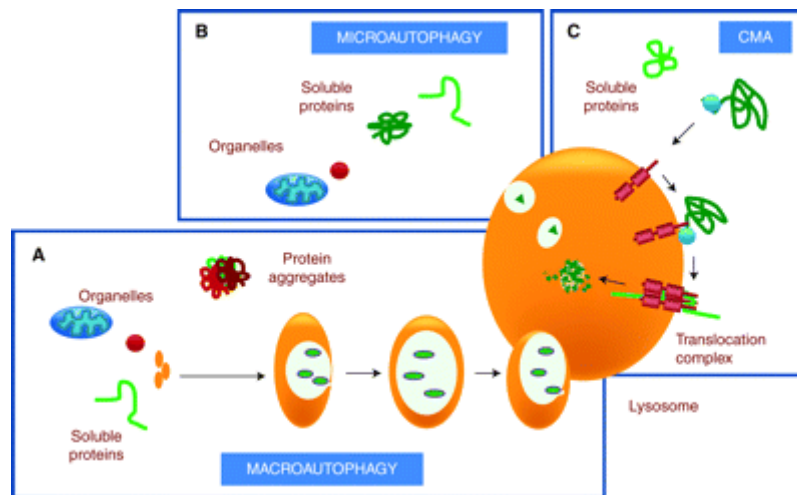 B
MICROAUTOPHAGY
Soluble
proteins
Organelles
C
CMA
Soluble
proteins
A
Protein
aggregates
Organelles
Soluble
proteins
MACROAUTOPHAGY
Translocation
complex
Lysosome